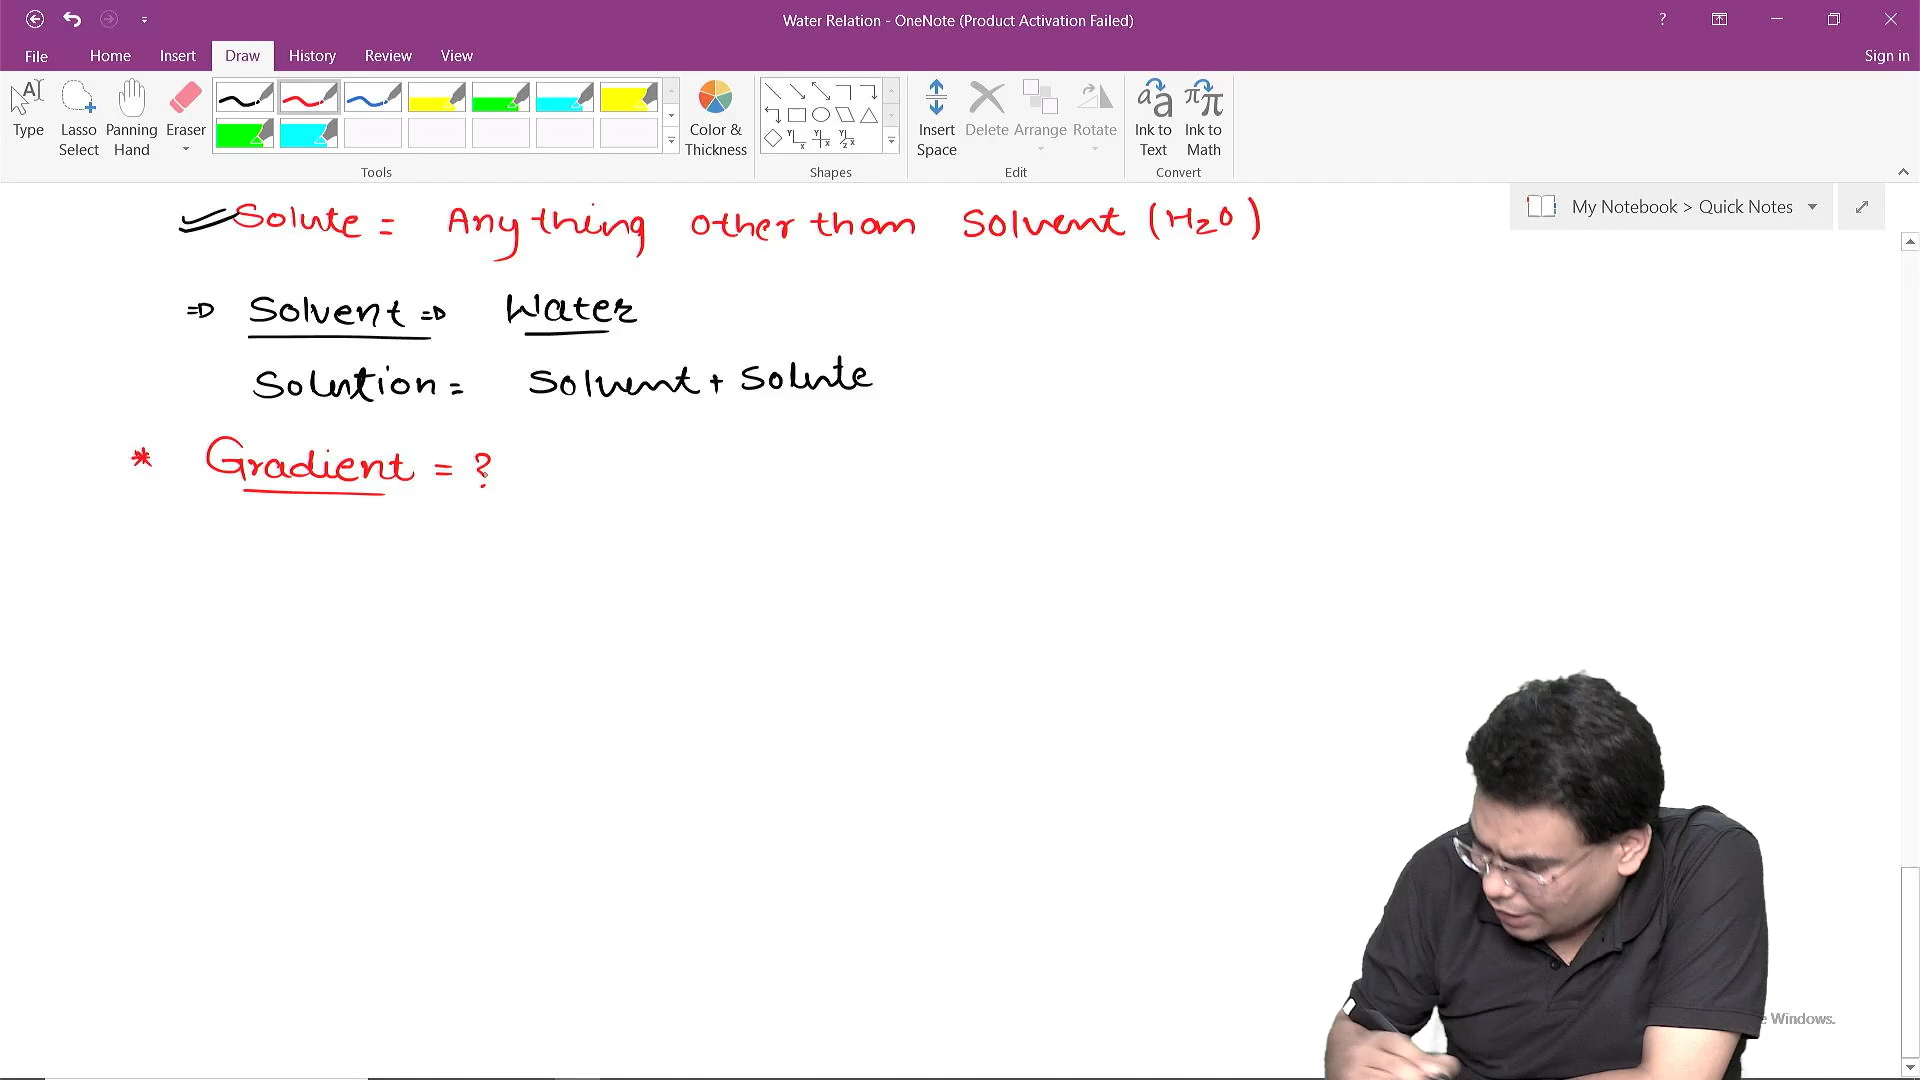 Water Relation - OneNote (Product Activation Failed)
?
File Home Insert Draw History Review View
Sign in
Type
Lasso Select
Panning Hand
Eraser
Color & Thickness
Insert Space
Delete
Arrange
Rotate
Ink to Text
Ink to Math
Tools
Shapes
Edit
Convert
My Notebook > Quick Notes
Solute = Anything other than Solvent (H2O)
⇒ Solvent ⇒ Water
Solution = Solvent + Solute
* Gradient = ?
Windows.